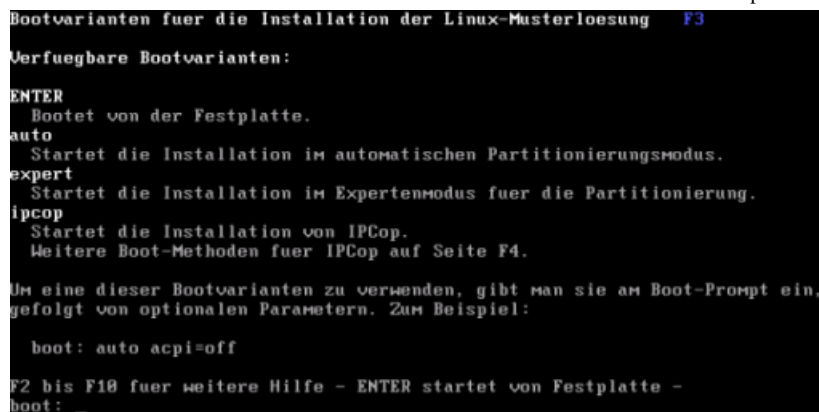 Bootvarianten fuer die Installation der Linux-Musterloesung F3
Verfuegbare Bootvarianten:
ENTER
Bootet von der Festplatte.
auto
Startet die Installation im automatischen Partitionierungsmodus.
expert
Startet die Installation im Expertenmodus fuer die Partitionierung.
ipcop
Startet die Installation von IPCop.
Weitere Boot-Methoden fuer IPCop auf Seite F4.
Um eine dieser Bootvarianten zu verwenden, gibt man sie am Boot-Prompt ein,
gefolgt von optionalen Parametern. Zum Beispiel:
boot: auto acpi=off
F2 bis F10 fuer weitere Hilfe - ENTER startet von Festplatte -
boot: _